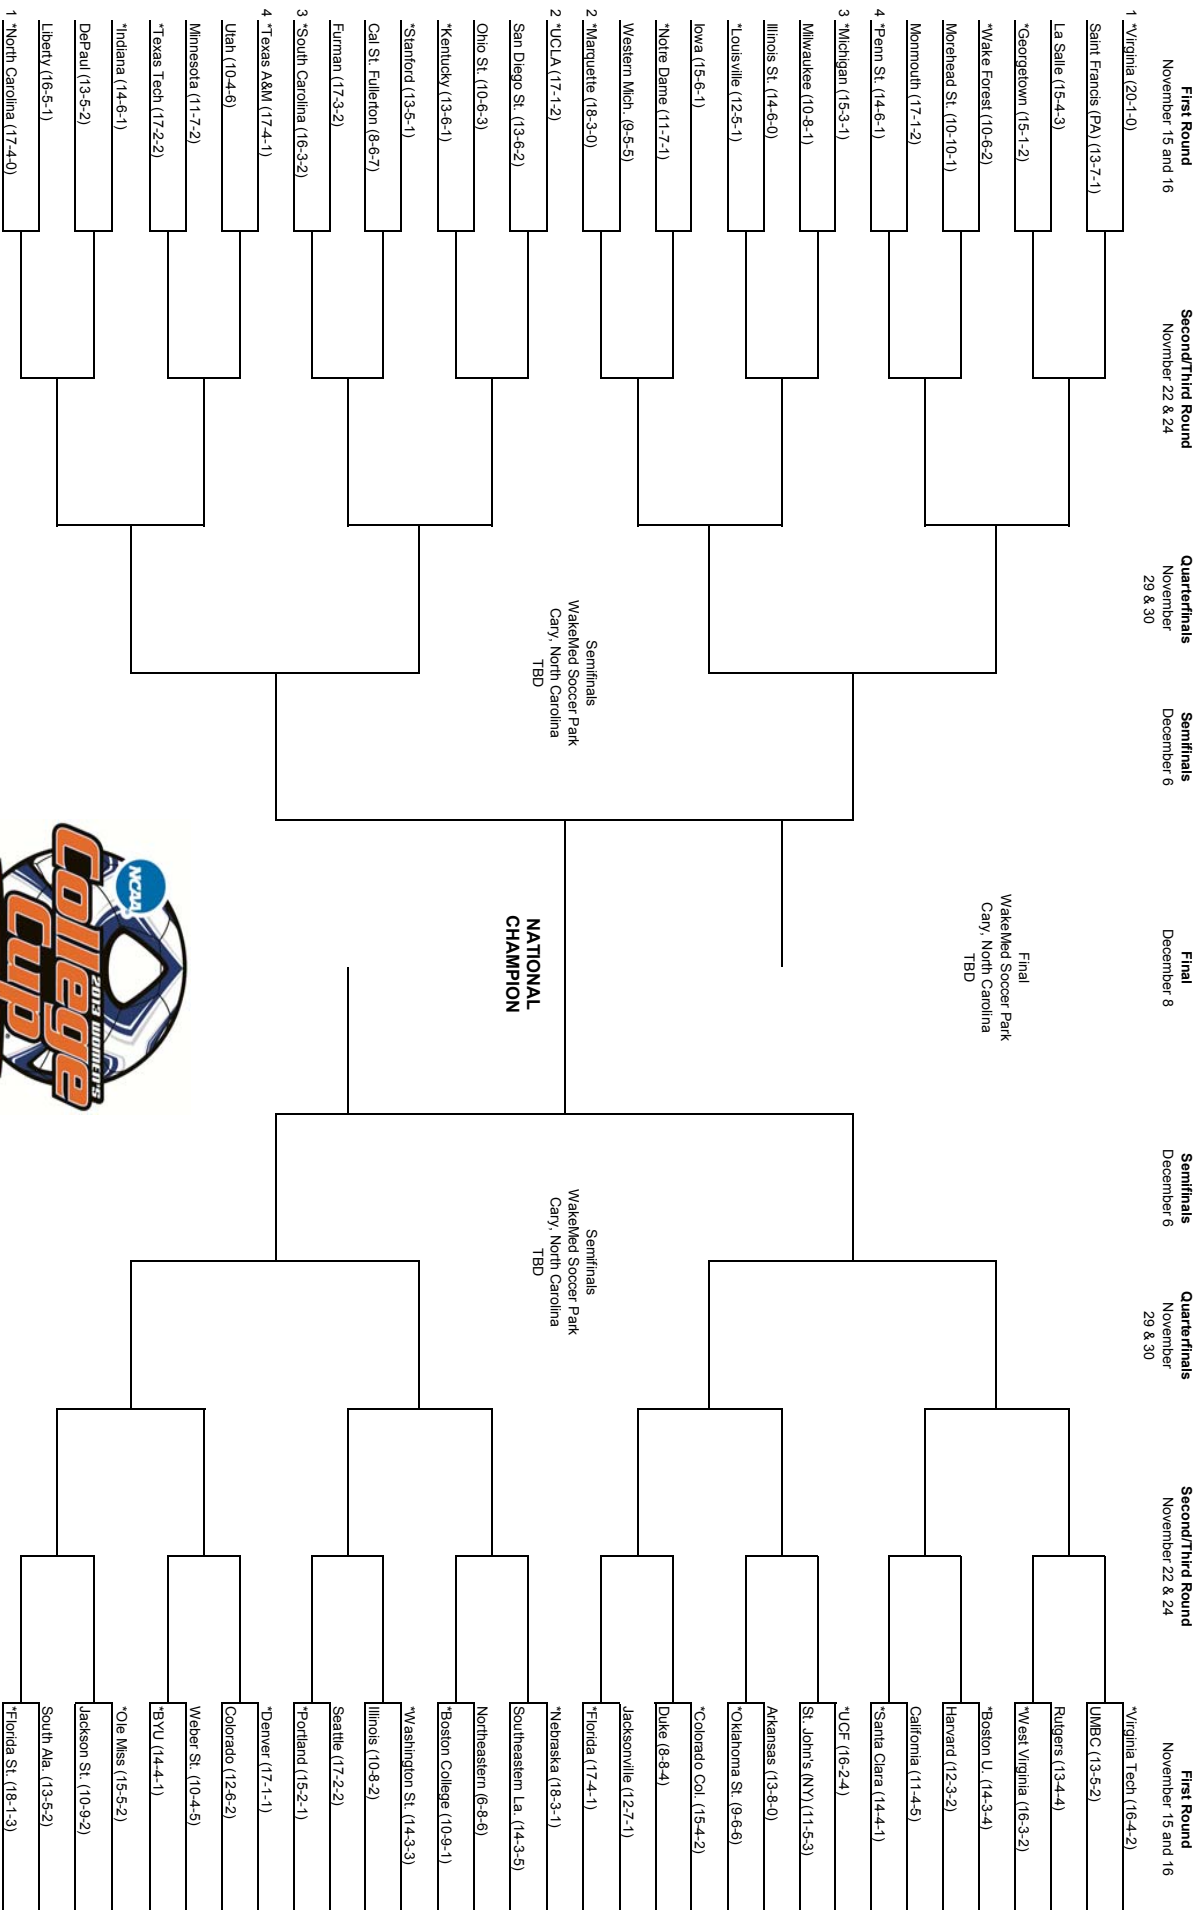 First Round
November 15 and 16
Second/Third Round
Novmber 22 & 24
Quarterfinals
November
29 & 30
Semifinals
December 6
Final
December 8
Semifinals
December 6
Quarterfinals
November
29 & 30
Second/Third Round
November 22 & 24
First Round
November 15 and 16
1 *Virginia (20-1-0)
Saint Francis (PA) (13-7-1)
La Salle (15-4-3)
*Georgetown (15-1-2)
*Wake Forest (10-6-2)
Morehead St. (10-10-1)
Monmouth (17-1-2)
4 *Penn St. (14-6-1)
3 *Michigan (15-3-1)
Milwaukee (10-8-1)
Illinois St. (14-6-0)
*Louisville (12-5-1)
Iowa (15-6-1)
*Notre Dame (11-7-1)
Western Mich. (9-5-5)
2 *Marquette (18-3-0)
2 *UCLA (17-1-2)
San Diego St. (13-6-2)
Ohio St. (10-6-3)
*Kentucky (13-6-1)
*Stanford (13-5-1)
Cal St. Fullerton (8-6-7)
Furman (17-3-2)
3 *South Carolina (16-3-2)
4 *Texas A&M (17-4-1)
Utah (10-4-6)
Minnesota (11-7-2)
*Texas Tech (17-2-2)
*Indiana (14-6-1)
DePaul (13-5-2)
Liberty (16-5-1)
1 *North Carolina (17-4-0)
Semifinals
WakeMed Soccer Park
Cary, North Carolina
TBD
Final
WakeMed Soccer Park
Cary, North Carolina
TBD
NATIONAL
CHAMPION
NCAA
2013 WOMEN'S
College
Cup
Semifinals
WakeMed Soccer Park
Cary, North Carolina
TBD
*Virginia Tech (16-4-2)
UMBC (13-5-2)
Rutgers (13-4-4)
*West Virginia (16-3-2)
*Boston U. (14-3-4)
Harvard (12-3-2)
California (11-4-5)
*Santa Clara (14-4-1)
*UCF (16-2-4)
St. John's (NY) (11-5-3)
Arkansas (13-8-0)
*Oklahoma St. (9-6-6)
*Colorado Col. (15-4-2)
Duke (8-8-4)
Jacksonville (12-7-1)
*Florida (17-4-1)
*Nebraska (18-3-1)
Southeastern La. (14-3-5)
Northeastern (6-8-6)
*Boston College (10-9-1)
*Washington St. (14-3-3)
Illinois (10-8-2)
Seattle (17-2-2)
*Portland (15-2-1)
*Denver (17-1-1)
Colorado (12-6-2)
Weber St. (10-4-5)
*BYU (14-4-1)
*Ole Miss (15-5-2)
Jackson St. (10-9-2)
South Ala. (13-5-2)
*Florida St. (18-1-3)